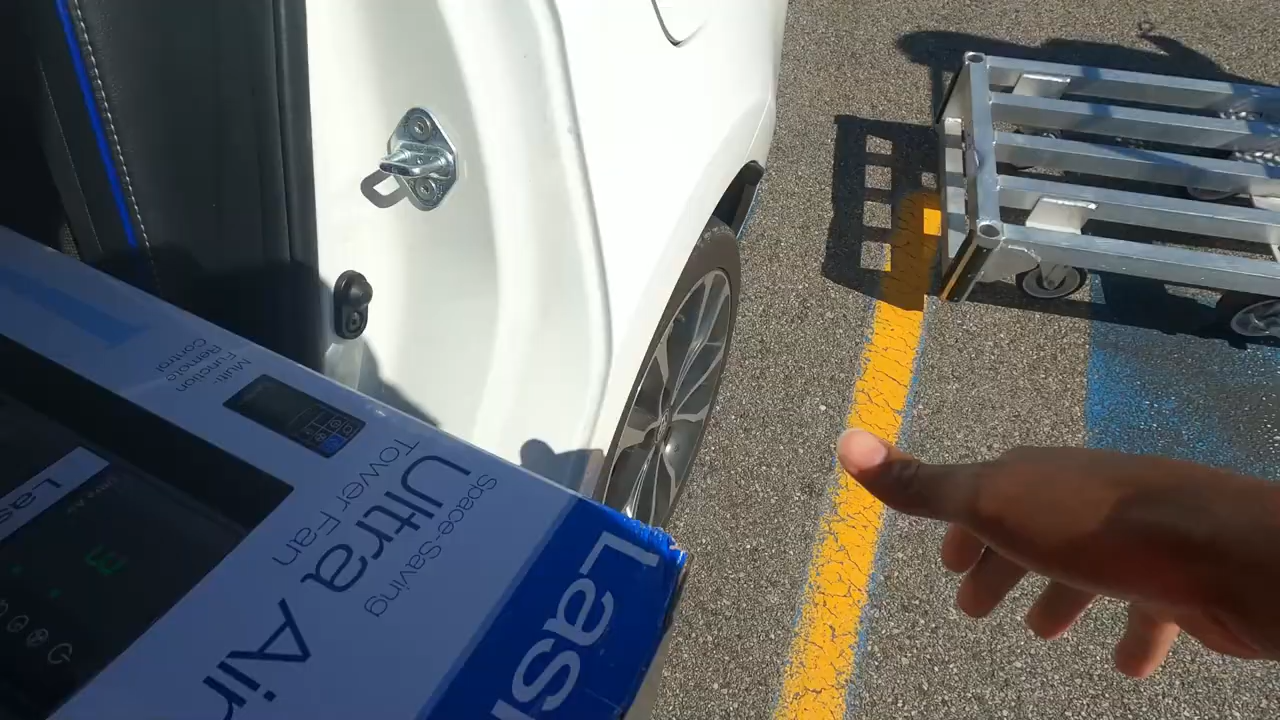 Multi-
Function
Remote
Control
Space-Saving
Ultra Air
Tower Fan
Las
Las